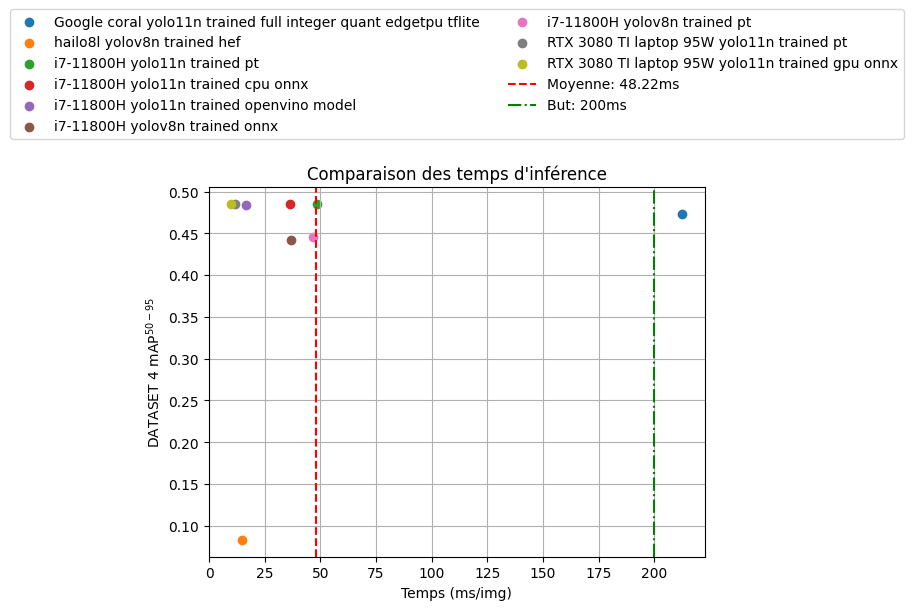 Google coral yolo11n trained full integer quant edgetpu tflite
hailo8l yolov8n trained hef
i7-11800H yolo11n trained pt
i7-11800H yolo11n trained cpu onnx
i7-11800H yolo11n trained openvino model
i7-11800H yolov8n trained onnx
i7-11800H yolov8n trained pt
RTX 3080 TI laptop 95W yolo11n trained pt
RTX 3080 TI laptop 95W yolo11n trained gpu onnx
Moyenne: 48.22ms
But: 200ms
Comparaison des temps d'inférence
DATASET 4 mAP^50−95
0.50
0.45
0.40
0.35
0.30
0.25
0.20
0.15
0.10
0 25 50 75 100 125 150 175 200
Temps (ms/img)